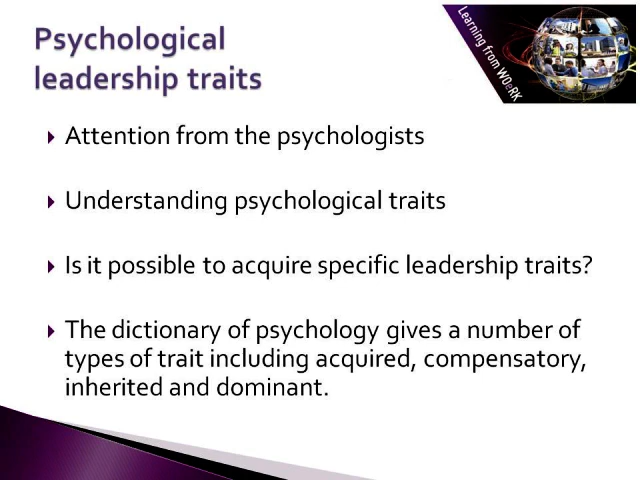 Psychological
leadership traits
Learning from WOeRK
Attention from the psychologists
Understanding psychological traits
Is it possible to acquire specific leadership traits?
The dictionary of psychology gives a number of
types of trait including acquired, compensatory,
inherited and dominant.